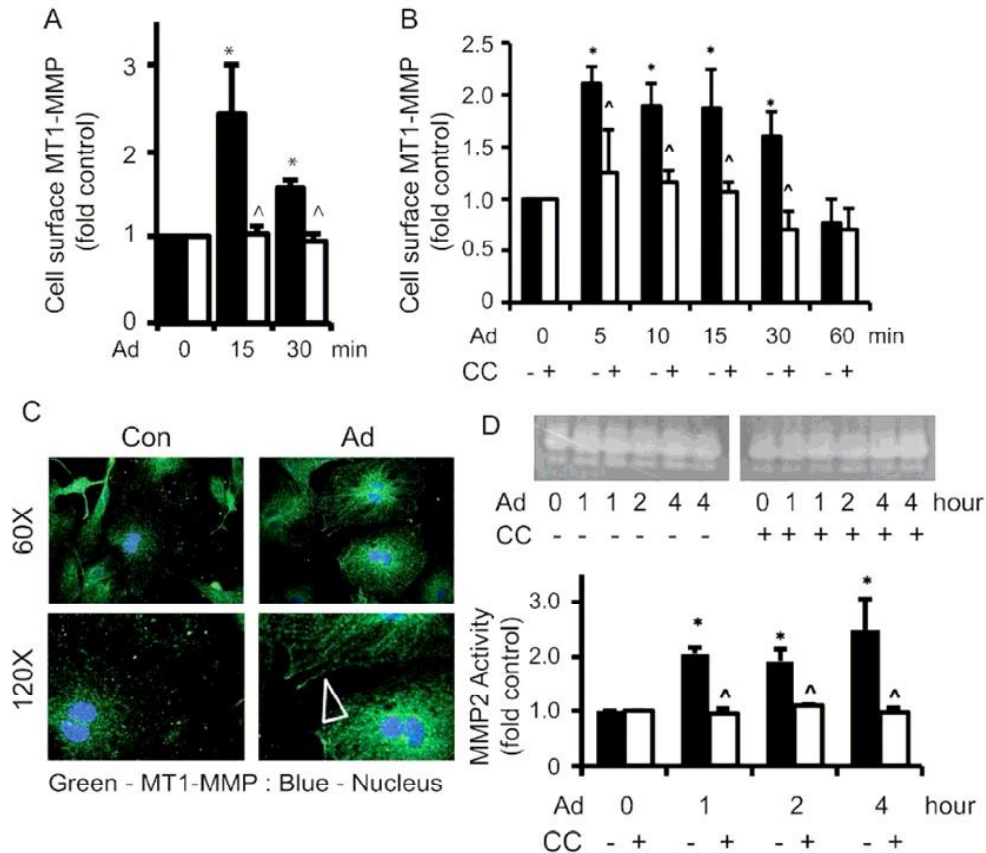 A
Cell surface MT1-MMP
(fold control)
3
2
1
0
* ^ * ^
Ad 0 15 30 min
B
Cell surface MT1-MMP
(fold control)
2.5
2.0
1.5
1.0
0.5
0
* ^ * ^ * ^ * ^
Ad 0 5 10 15 30 60 min
CC - + - + - + - + - + - +
C
Con Ad
60X
120X
Green - MT1-MMP : Blue - Nucleus
D
Ad 0 1 1 2 4 4 0 1 1 2 4 4 hour
CC - - - - - - + + + + + +
MMP2 Activity
(fold control)
3.0
2.0
1.0
0
* ^ * ^ * ^
Ad 0 1 2 4 hour
CC - + - + - + - +